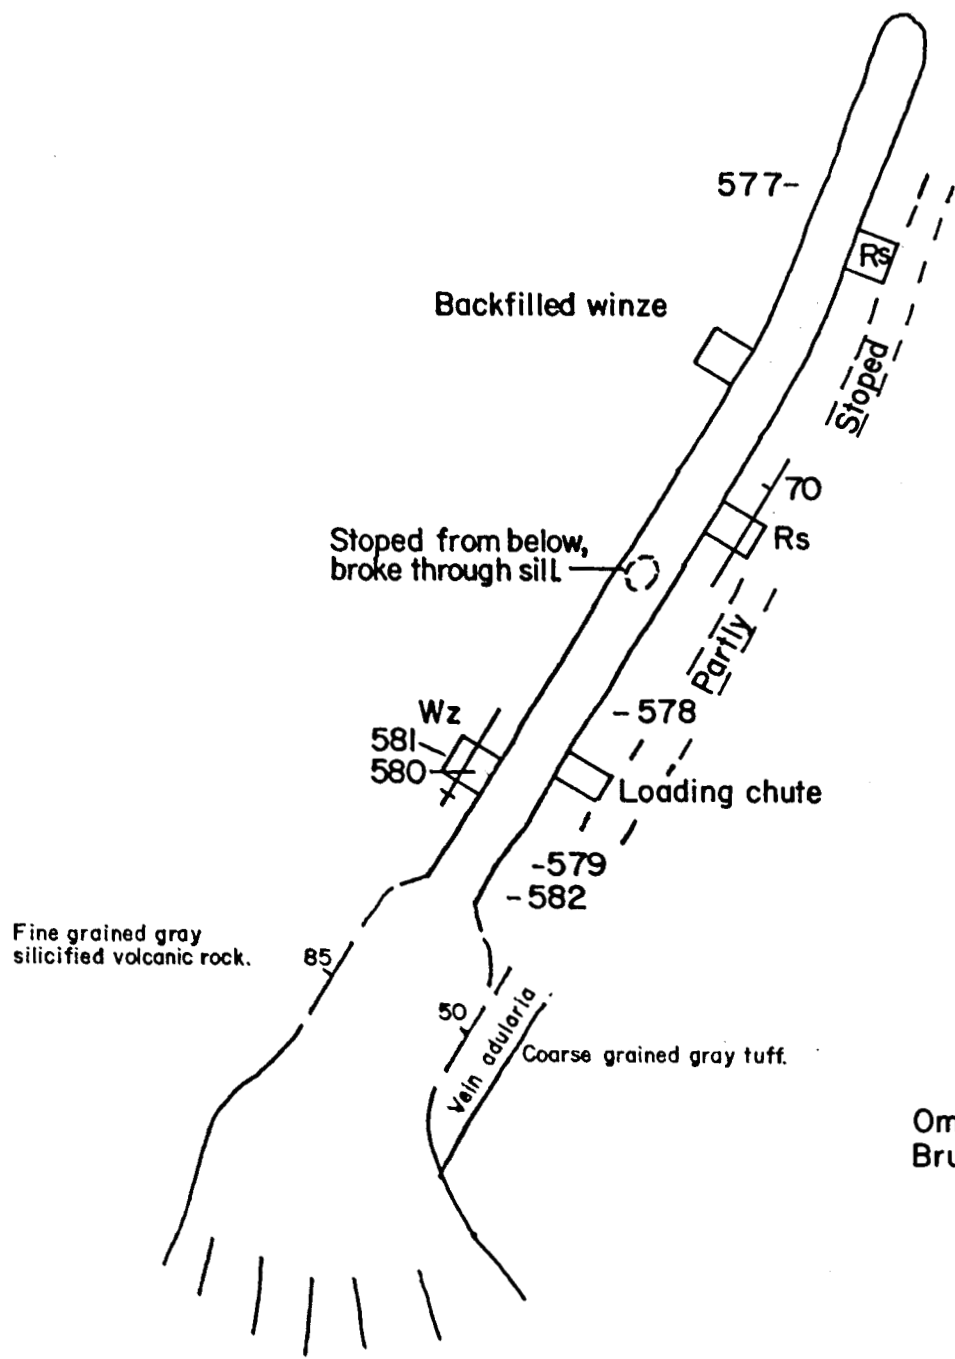 577-
Rs
Backfilled winze
Stoped
70
Rs
Stoped from below,
broke through sill.
Partly
Wz
- 578
581
580
Loading chute
-579
-582
Fine grained gray
silicified volcanic rock.
85
50
Vein adularia
Coarse grained gray tuff.
Om
Bru